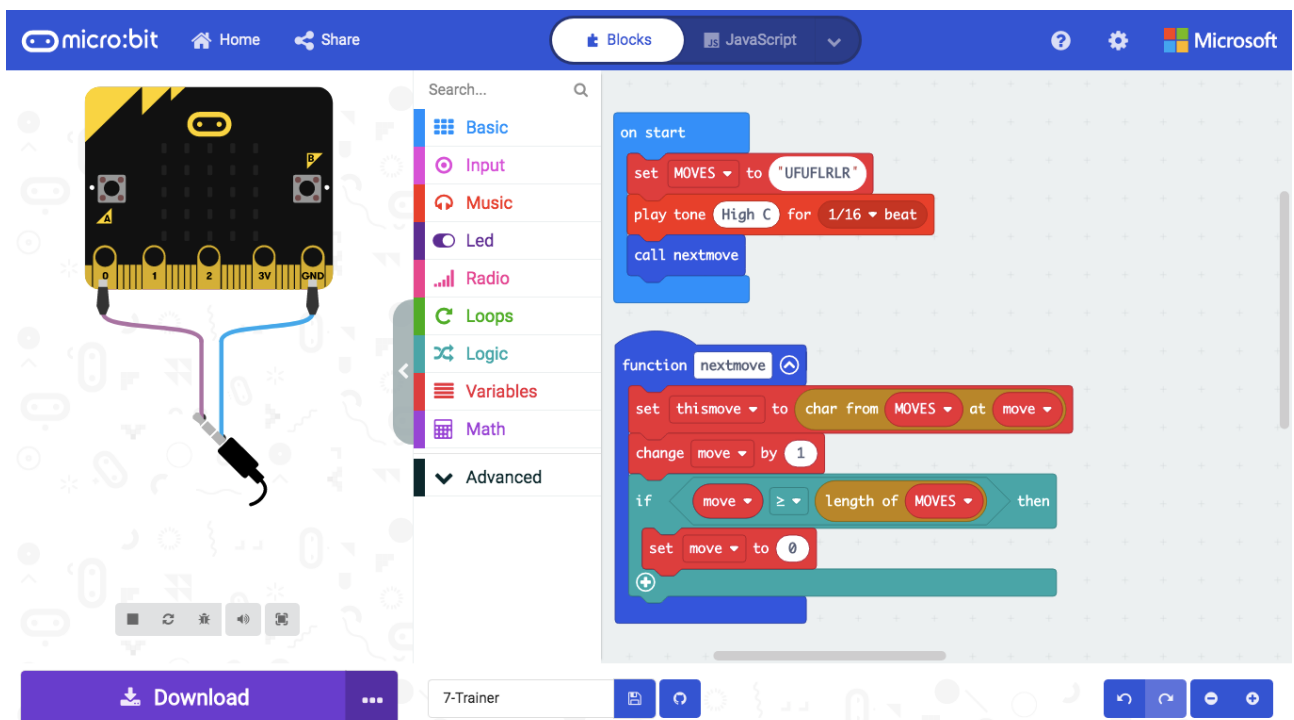 micro:bit Home Share Blocks JS JavaScript ? Microsoft
Search...
Basic
Input
Music
Led
Radio
Loops
Logic
Variables
Math
Advanced
B
A
0 1 2 3V GND
on start
set MOVES to "UFUFLRLR"
play tone High C for 1/16 beat
call nextmove
function nextmove
set thismove to char from MOVES at move
change move by 1
if move ≥ length of MOVES then
set move to 0
Download ... 7-Trainer